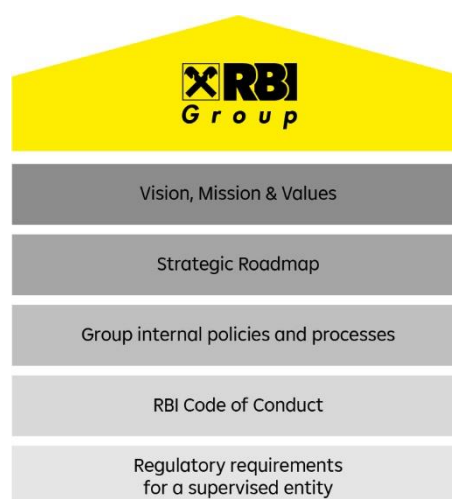 RBI
Group
Vision, Mission & Values
Strategic Roadmap
Group internal policies and processes
RBI Code of Conduct
Regulatory requirements
for a supervised entity